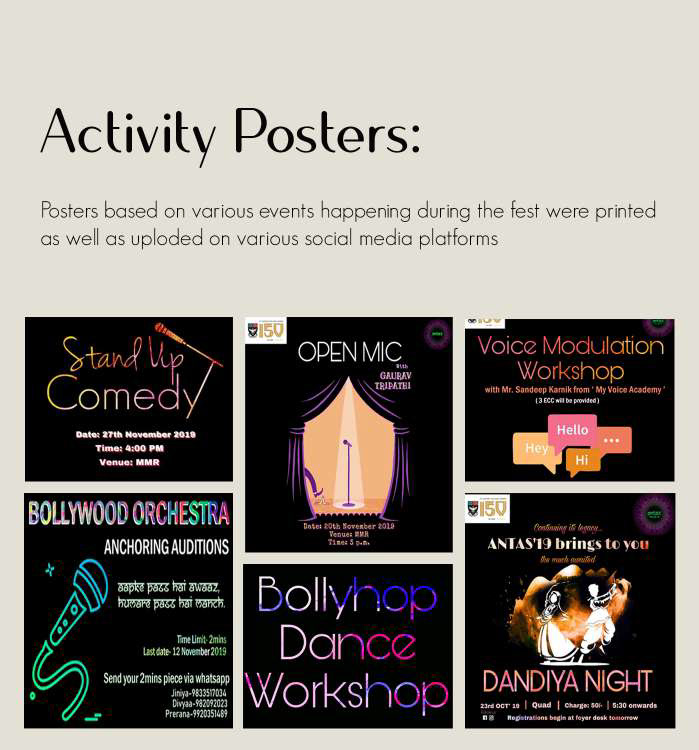 Activity Posters:
Posters based on various events happening during the fest were printed
as well as uploded on various social media platforms
Stand Up
Comedy
Date: 27th November 2019
Time: 4:00 PM
Venue: MMR
150
OPEN MIC
With
GAURAV
TRIPATHI
Date: 20th November 2019
Venue: MMR
Time: 5 p.m.
Voice Modulation
Workshop
with Mr. Sandeep Karnik from ' My Voice Academy '
( 3 ECC will be provided )
Hello
Hey
Hi
BOLLYWOOD ORCHESTRA
ANCHORING AUDITIONS
aapke pass hai awaaz,
humare pass hai manch.
Time Limit- 2mins
Last date- 12 November 2019
Send your 2mins piece via whatsapp
Jiniya-9833517034
Divyaa-982092023
Prerana-9920351489
Bollyhop
Dance
Workshop
150
Continuing its legacy...
ANTAS'19 brings to you
the much awaited
DANDIYA NIGHT
23rd OCT' 19 | Quad | Charge: 50/- | 5:30 onwards
Registrations begin at foyer desk tomorrow